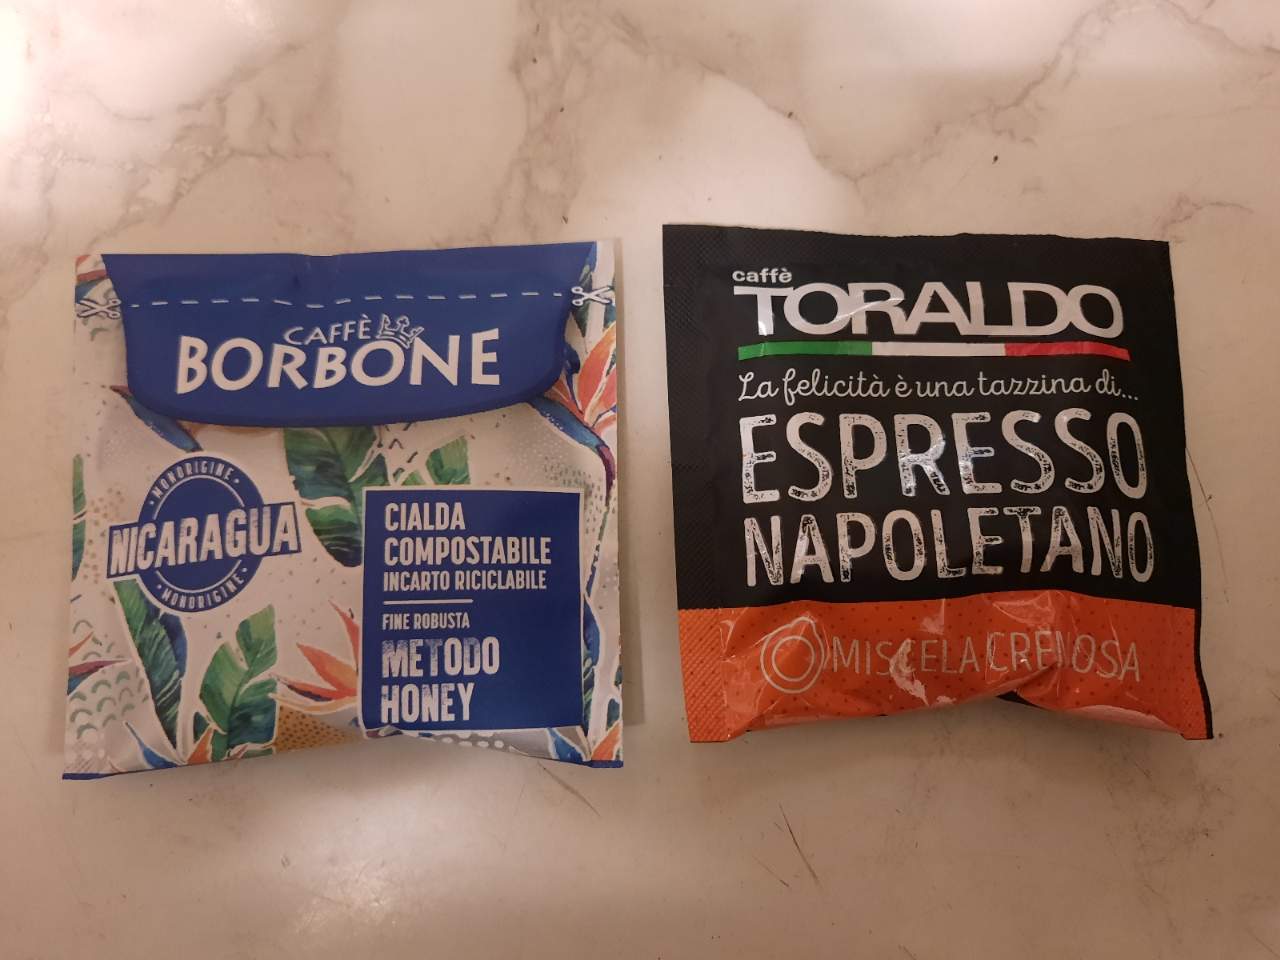 CAFFÈ
BORBONE
MONORIGINE
NICARAGUA
MONORIGINE
CIALDA
COMPOSTABILE
INCARTO RICICLABILE
FINE ROBUSTA
METODO
HONEY
caffè
TORALDO
La felicità è una tazzina di...
ESPRESSO
NAPOLETANO
MISCELA CREMOSA